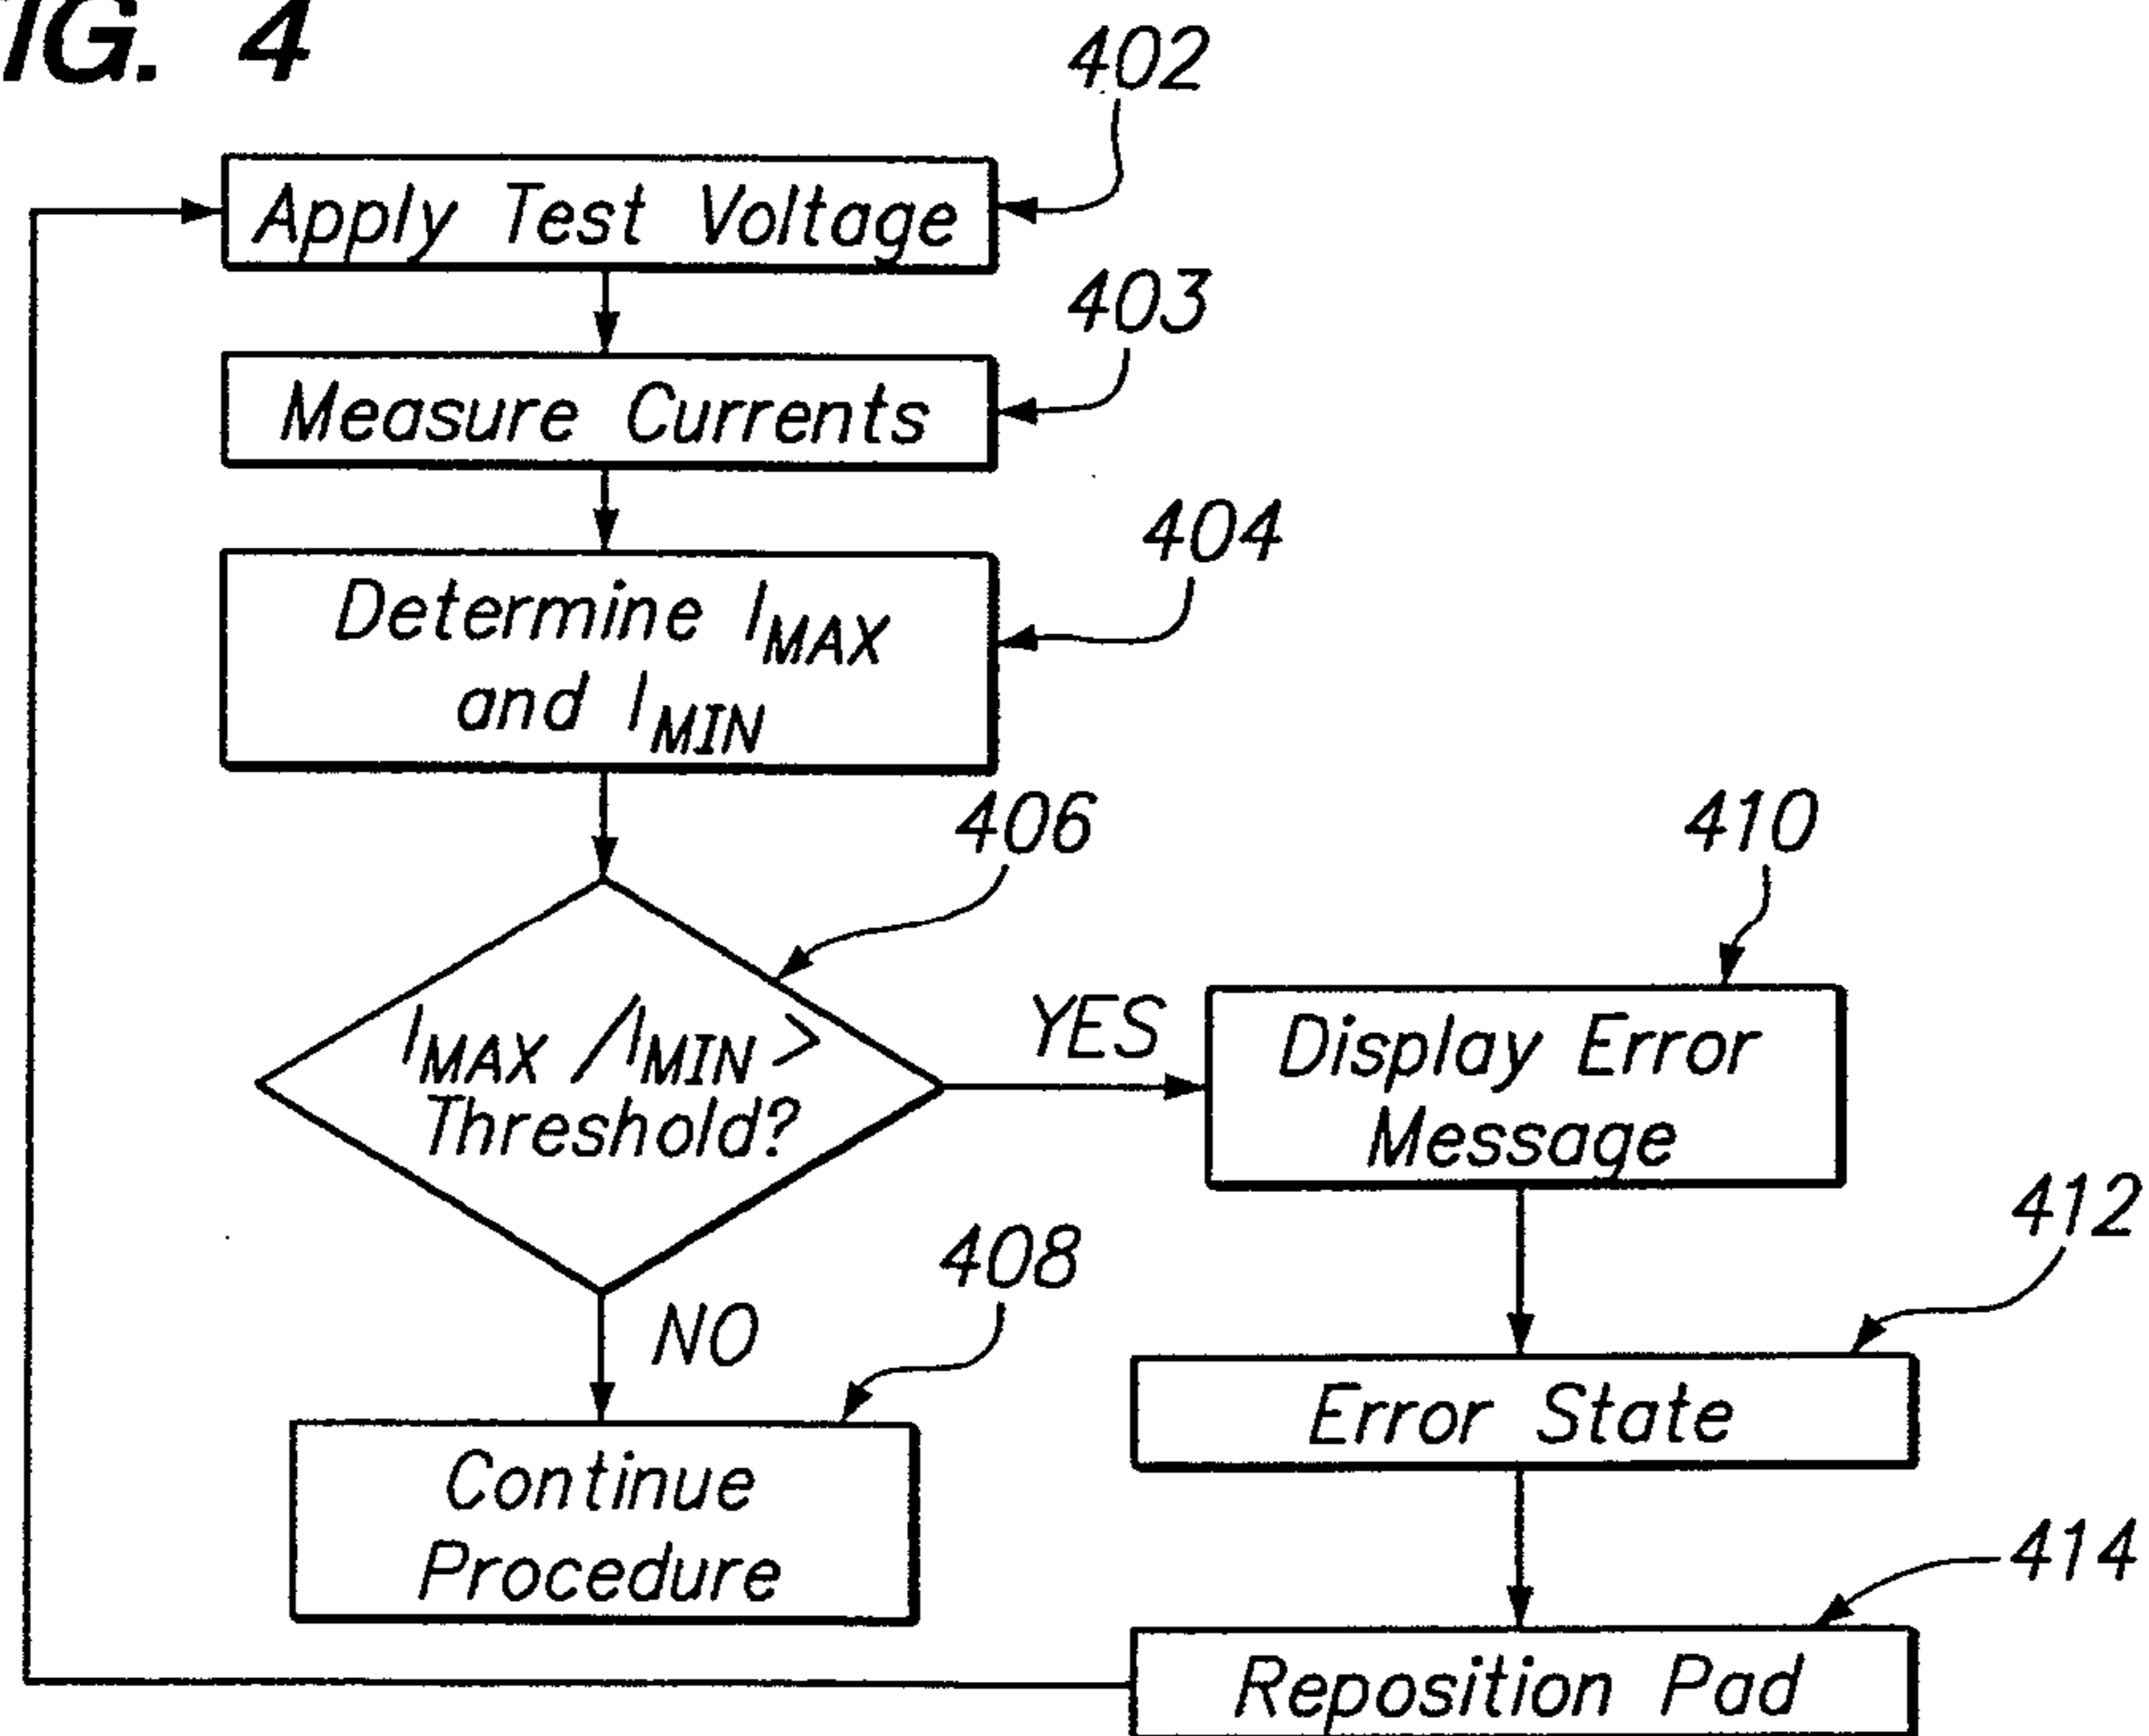 IG. 4
402
Apply Test Voltage
403
Measure Currents
404
Determine IMAX
and IMIN
406
410
IMAX /IMIN >
Threshold?
YES
Display Error
Message
412
408
NO
Error State
Continue
Procedure
414
Reposition Pad